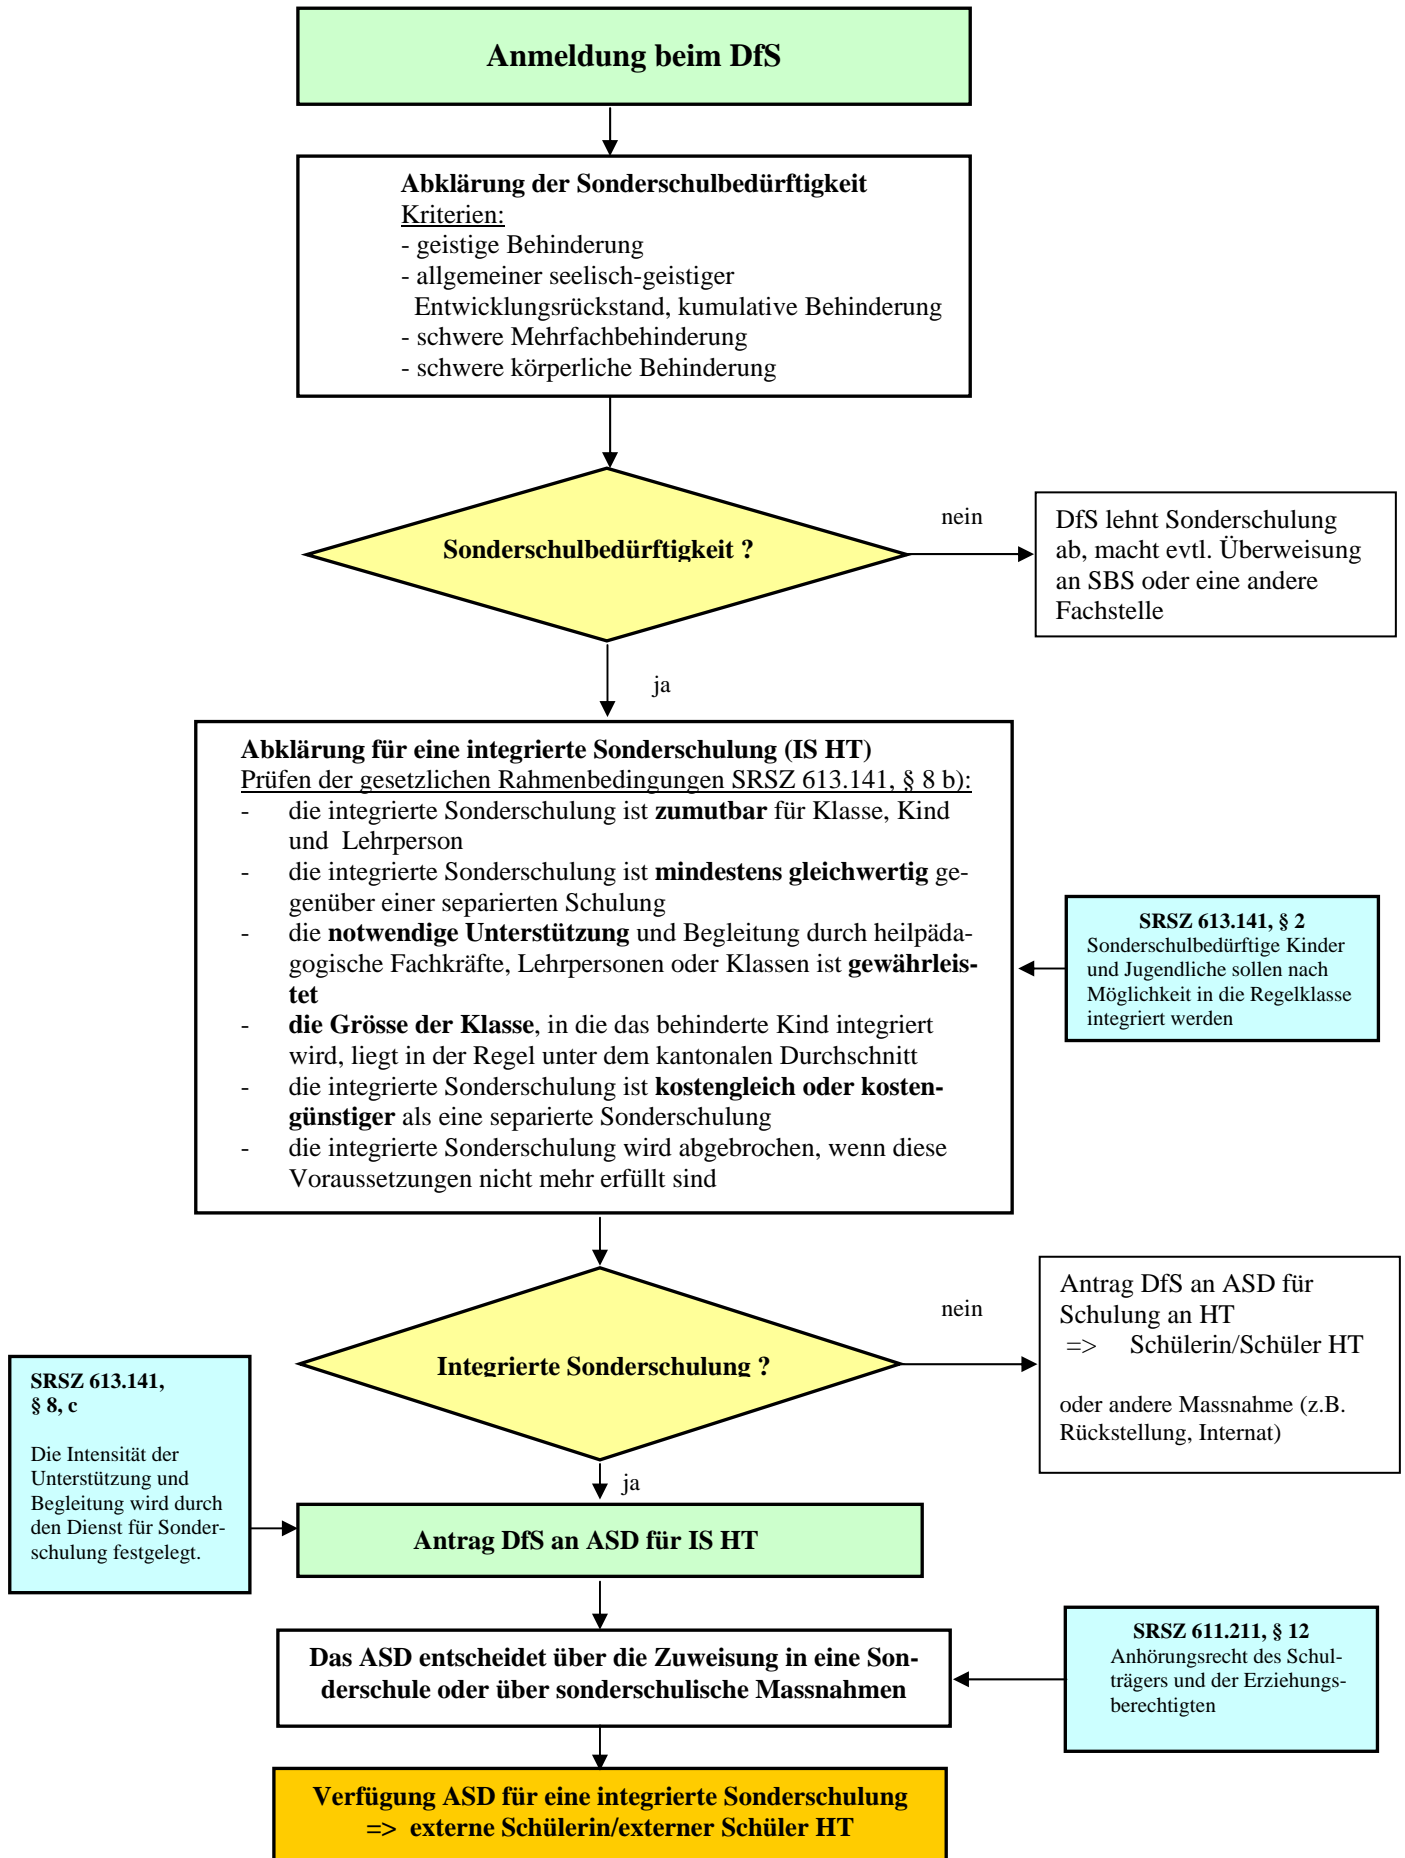 Anmeldung beim DfS
Abklärung der Sonderschulbedürftigkeit
Kriterien:
- geistige Behinderung
- allgemeiner seelisch-geistiger
Entwicklungsrückstand, kumulative Behinderung
- schwere Mehrfachbehinderung
- schwere körperliche Behinderung
Sonderschulbedürftigkeit ?
nein
DfS lehnt Sonderschulung
ab, macht evtl. Überweisung
an SBS oder eine andere
Fachstelle
ja
Abklärung für eine integrierte Sonderschulung (IS HT)
Prüfen der gesetzlichen Rahmenbedingungen SRSZ 613.141, § 8 b):
- die integrierte Sonderschulung ist zumutbar für Klasse, Kind
und Lehrperson
- die integrierte Sonderschulung ist mindestens gleichwertig ge-
genüber einer separierten Schulung
- die notwendige Unterstützung und Begleitung durch heilpäda-
gogische Fachkräfte, Lehrpersonen oder Klassen ist gewährleis-
tet
- die Grösse der Klasse, in die das behinderte Kind integriert
wird, liegt in der Regel unter dem kantonalen Durchschnitt
- die integrierte Sonderschulung ist kostengleich oder kosten-
günstiger als eine separierte Sonderschulung
- die integrierte Sonderschulung wird abgebrochen, wenn diese
Voraussetzungen nicht mehr erfüllt sind
SRSZ 613.141, § 2
Sonderschulbedürftige Kinder
und Jugendliche sollen nach
Möglichkeit in die Regelklasse
integriert werden
Integrierte Sonderschulung ?
nein
Antrag DfS an ASD für
Schulung an HT
=> Schülerin/Schüler HT
oder andere Massnahme (z.B.
Rückstellung, Internat)
ja
SRSZ 613.141,
§ 8, c
Die Intensität der
Unterstützung und
Begleitung wird durch
den Dienst für Sonder-
schulung festgelegt.
Antrag DfS an ASD für IS HT
Das ASD entscheidet über die Zuweisung in eine Son-
derschule oder über sonderschulische Massnahmen
SRSZ 611.211, § 12
Anhörungsrecht des Schul-
trägers und der Erziehungs-
berechtigten
Verfügung ASD für eine integrierte Sonderschulung
=> externe Schülerin/externer Schüler HT